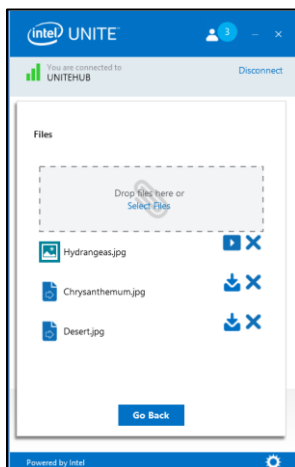 intel UNITE
3
You are connected to
UNITEHUB
Disconnect
Files
Drop files here or
Select Files
Hydrangeas.jpg
Chrysanthemum.jpg
Desert.jpg
Go Back
Powered by Intel